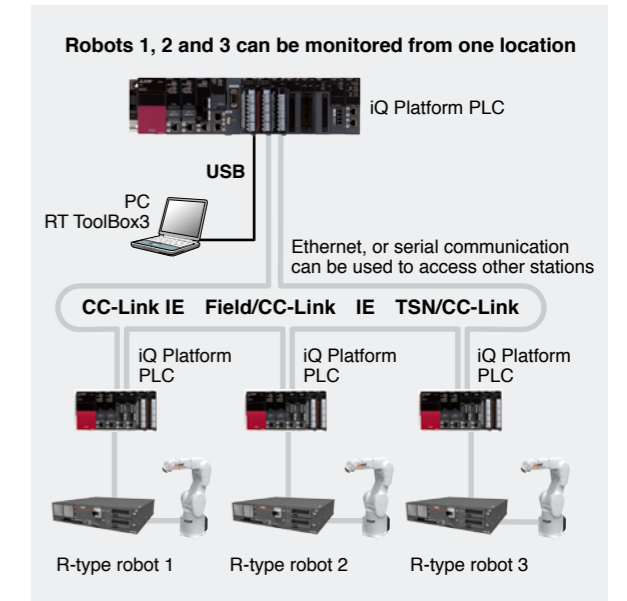 Robots 1, 2 and 3 can be monitored from one location
iQ Platform PLC
USB
PC
RT ToolBox3
Ethernet, or serial communication
can be used to access other stations
CC-Link IE Field/CC-Link IE TSN/CC-Link
iQ Platform
PLC
iQ Platform
PLC
iQ Platform
PLC
R-type robot 1
R-type robot 2
R-type robot 3